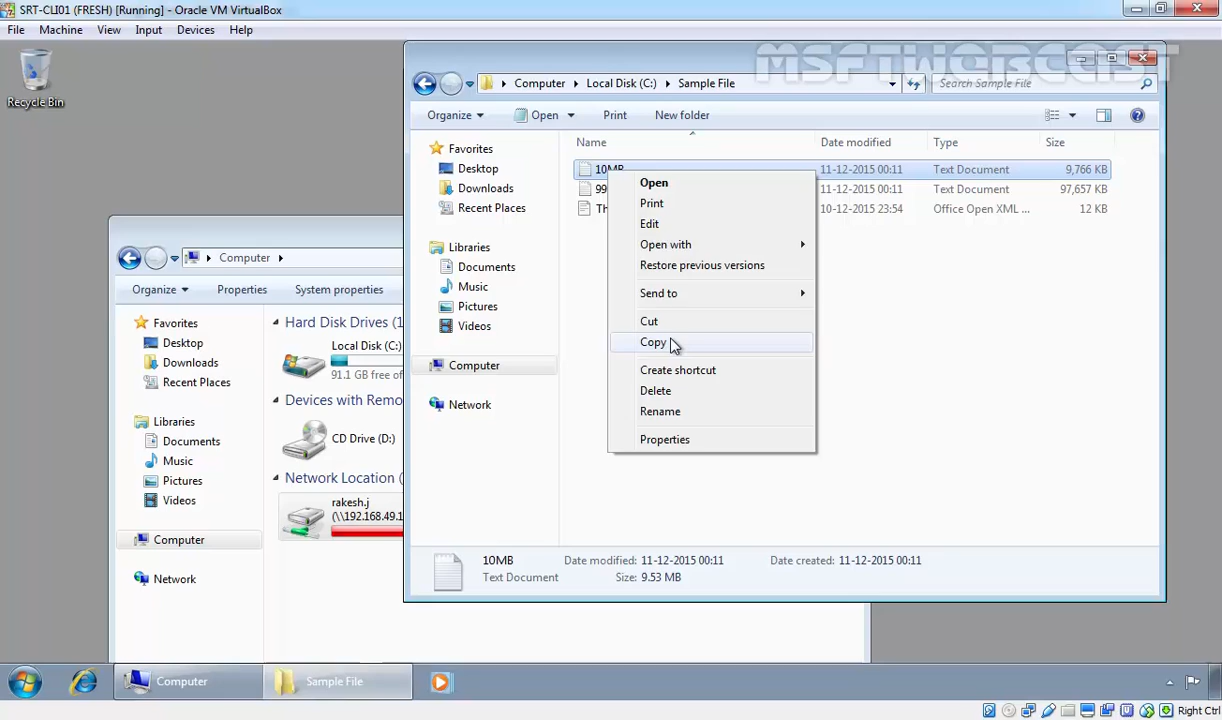 SRT-CLI01 (FRESH) [Running] - Oracle VM VirtualBox
File Machine View Input Devices Help
MSFTWEBCAST
Recycle Bin
Computer Local Disk (C:) Sample File
Search Sample File
Organize Open Print New folder
Name Date modified Type Size
Favorites
Desktop
Downloads
Recent Places
Libraries
Documents
Music
Pictures
Videos
Computer
Network
10MB 11-12-2015 00:11 Text Document 9,766 KB
99 11-12-2015 00:11 Text Document 97,657 KB
Th 10-12-2015 23:54 Office Open XML ... 12 KB
Open
Print
Edit
Open with
Restore previous versions
Send to
Cut
Copy
Create shortcut
Delete
Rename
Properties
10MB Date modified: 11-12-2015 00:11 Date created: 11-12-2015 00:11
Text Document Size: 9.53 MB
Computer
Organize Properties System properties
Favorites
Desktop
Downloads
Recent Places
Libraries
Documents
Music
Pictures
Videos
Computer
Network
Hard Disk Drives (1
Local Disk (C:)
91.1 GB free of
Devices with Remo
CD Drive (D:)
Network Location (
rakesh.j
(\\192.168.49.1
Computer
Sample File
Right Ctrl